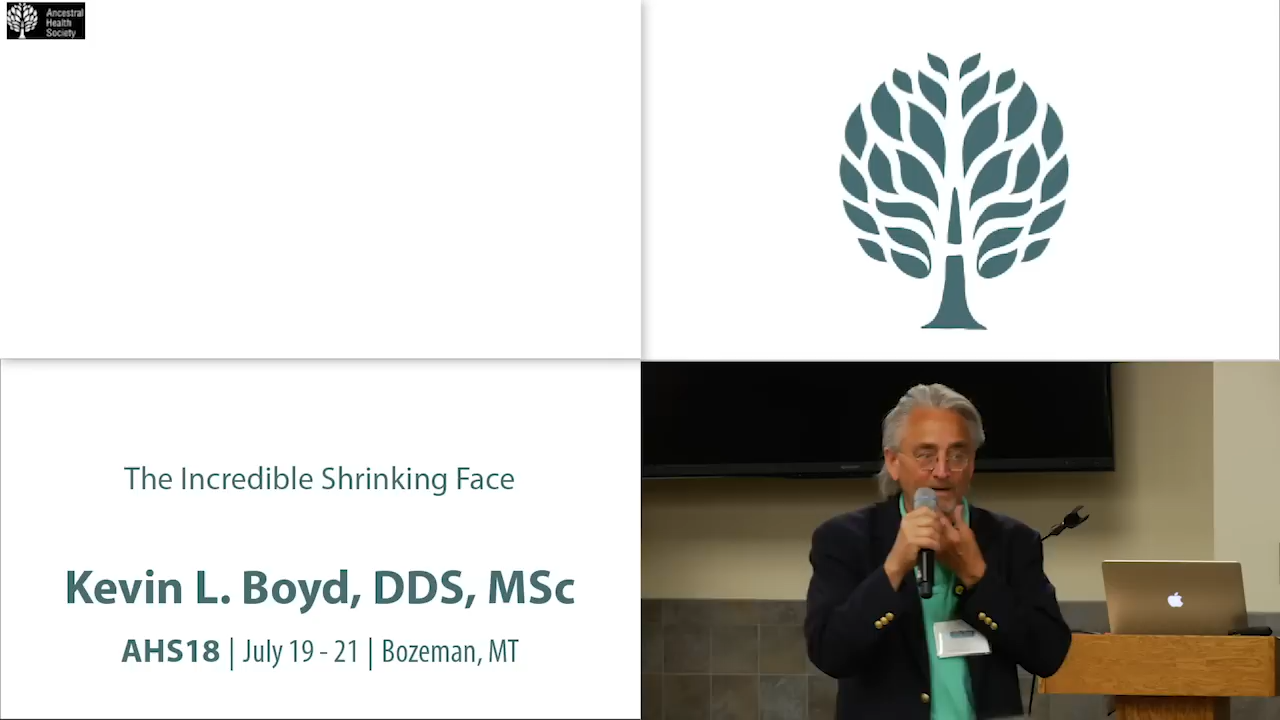 Ancestral
Health
Society
The Incredible Shrinking Face
Kevin L. Boyd, DDS, MSc
AHS18 | July 19 - 21 | Bozeman, MT